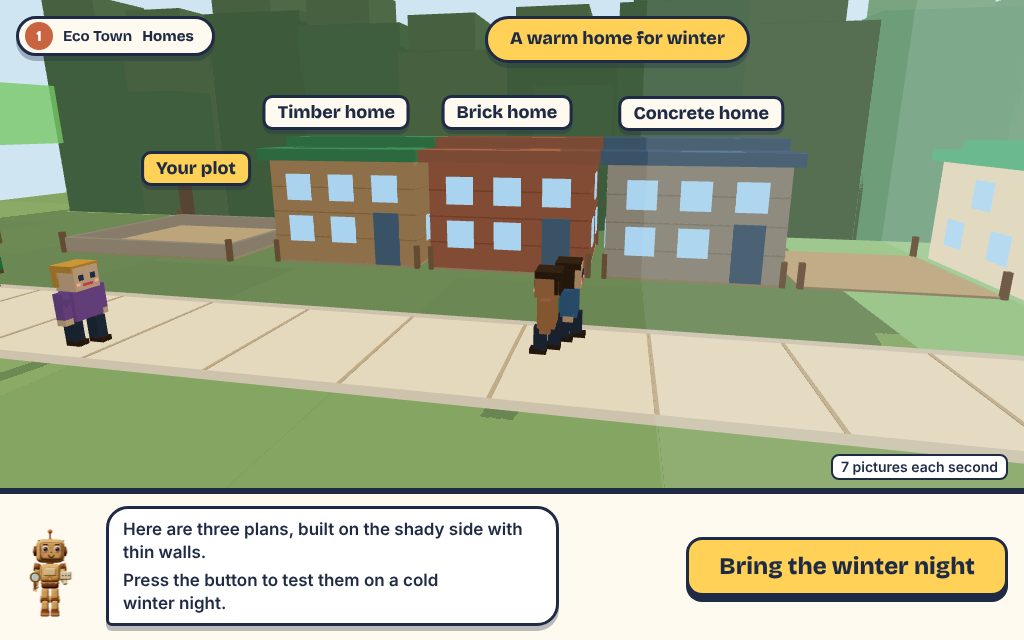 1 Eco Town Homes
A warm home for winter
Timber home
Brick home
Concrete home
Your plot
7 pictures each second
Here are three plans, built on the shady side with
thin walls.
Press the button to test them on a cold
winter night.
Bring the winter night